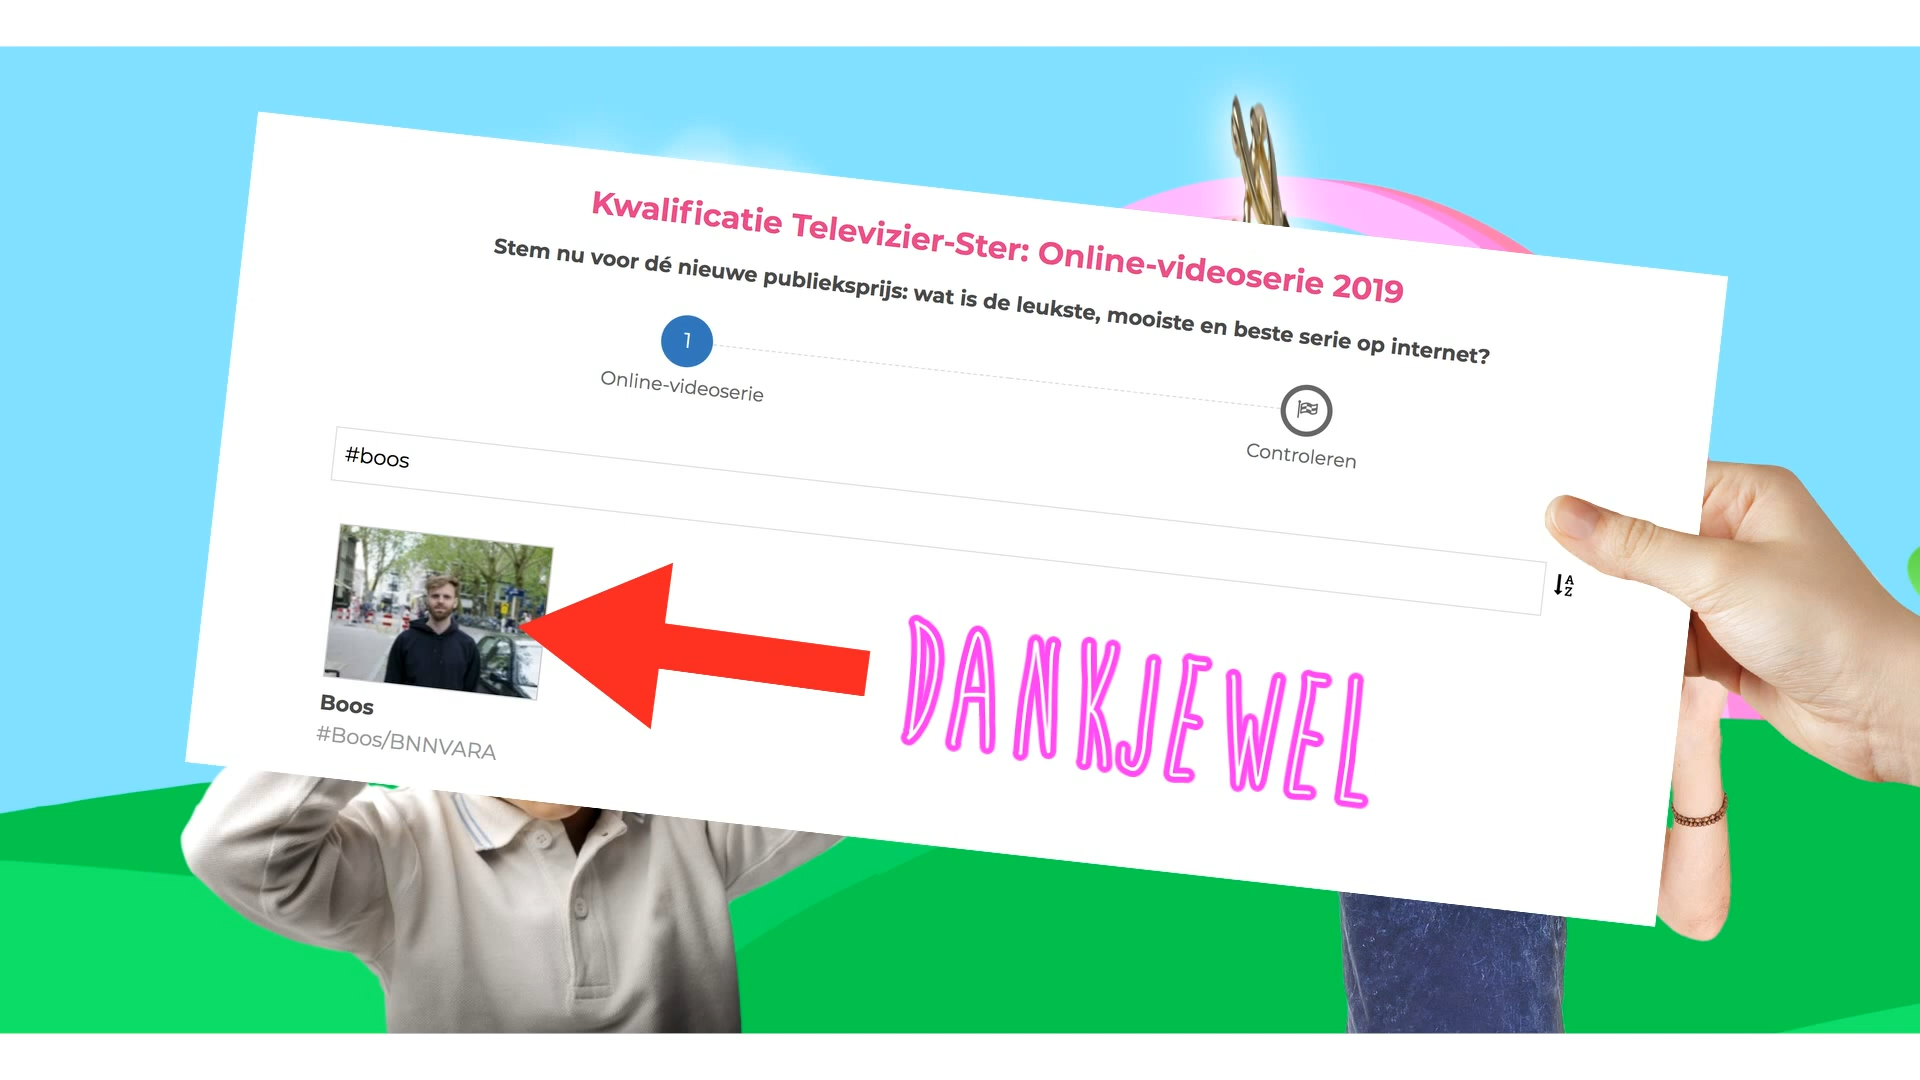 Kwalificatie Televizier-Ster: Online-videoserie 2019
Stem nu voor dé nieuwe publieksprijs: wat is de leukste, mooiste en beste serie op internet?
1
Online-videoserie
Controleren
#boos
A
Z
DANKJEWEL
Boos
#Boos/BNNVARA